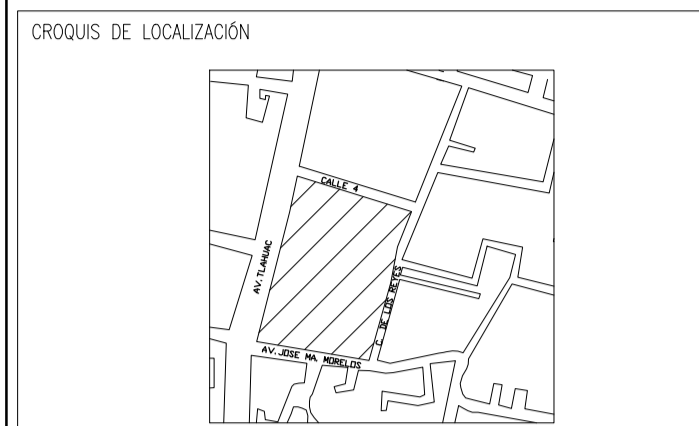 CROQUIS DE LOCALIZACIÓN
CALLE 4
AV. TLAHUAC
C. DE LOS REYES
AV. JOSE MA. MORELOS